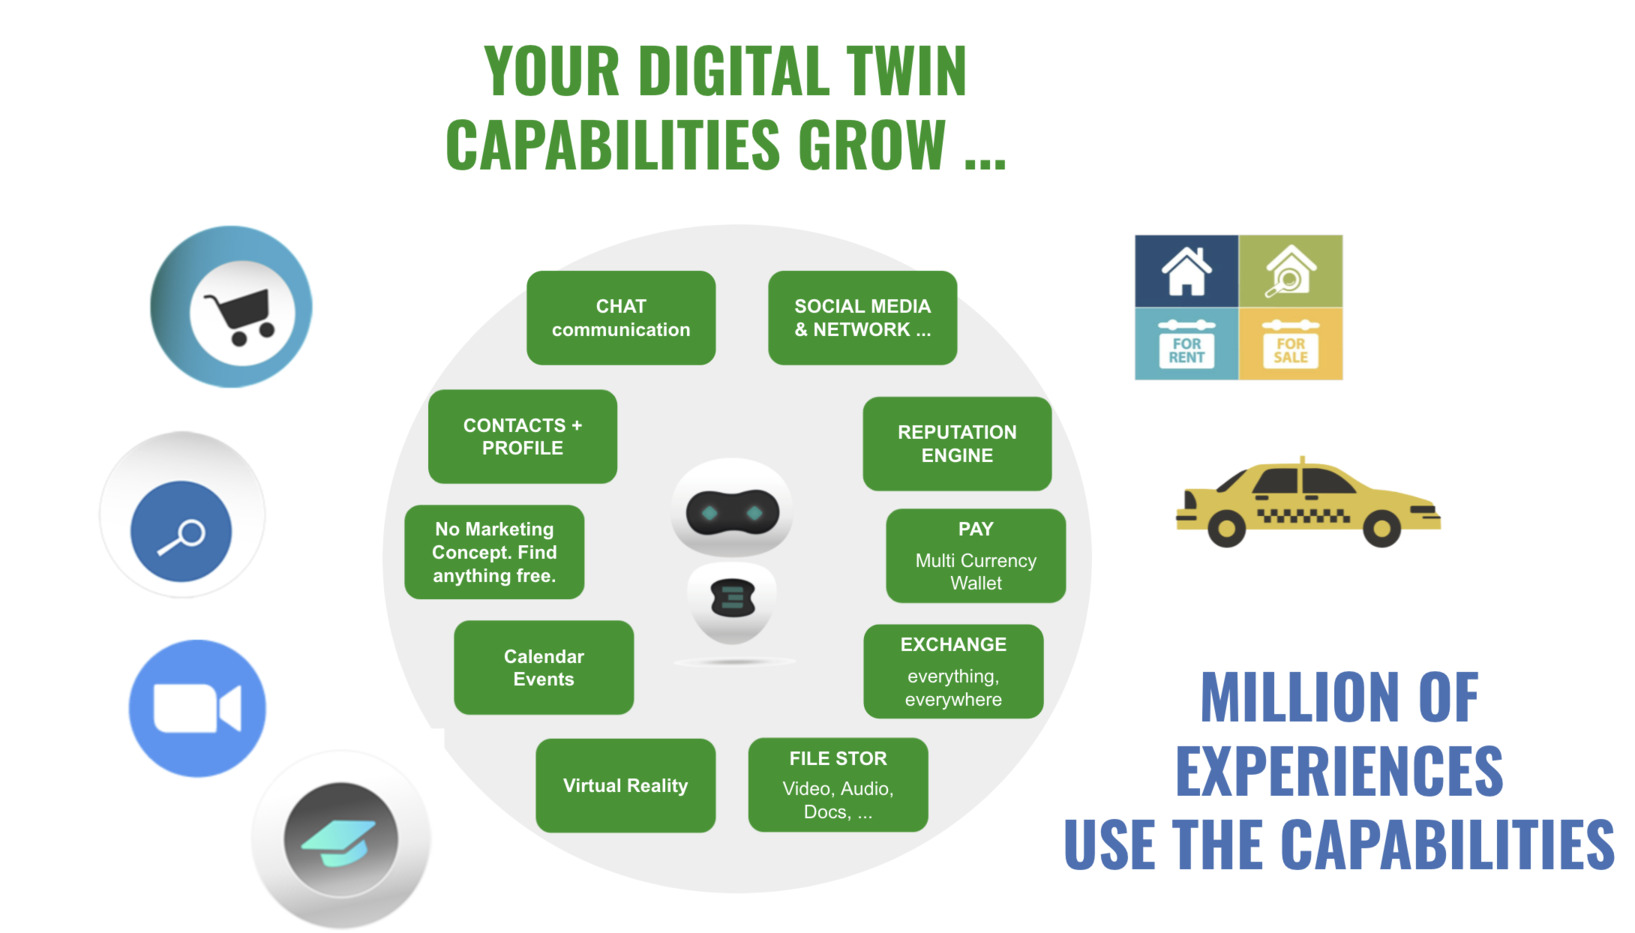 YOUR DIGITAL TWIN
CAPABILITIES GROW ...
CHAT
communication
SOCIAL MEDIA
& NETWORK ...
CONTACTS +
PROFILE
REPUTATION
ENGINE
No Marketing
Concept. Find
anything free.
PAY
Multi Currency
Wallet
Calendar
Events
EXCHANGE
everything,
everywhere
Virtual Reality
FILE STOR
Video, Audio,
Docs, ...
FOR
RENT
FOR
SALE
MILLION OF
EXPERIENCES
USE THE CAPABILITIES